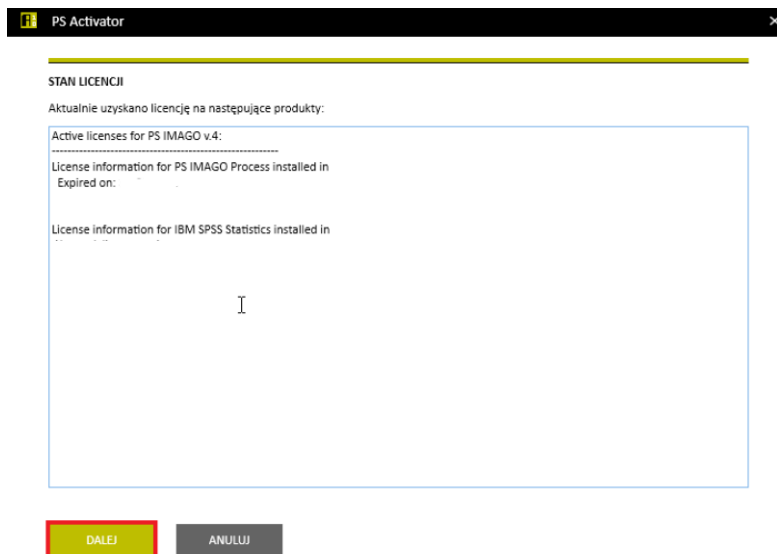 PS Activator
STAN LICENCJI
Aktualnie uzyskano licencję na następujące produkty:
Active licenses for PS IMAGO v.4:
------------------------------------------------------------
License information for PS IMAGO Process installed in
Expired on:
License information for IBM SPSS Statistics installed in
DALEJ
ANULUJ